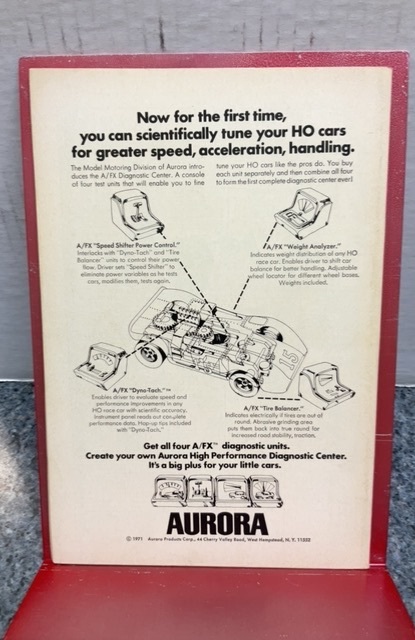 Now for the first time,
you can scientifically tune your HO cars
for greater speed, acceleration, handling.
The Model Motoring Division of Aurora intro-
duces the A/FX Diagnostic Center. A console
of four test units that will enable you to fine
tune your HO cars like the pros do. You buy
each unit separately and then combine all four
to form the first complete diagnostic center ever!
A/FX "Speed Shifter Power Control."
Interlocks with "Dyno-Tach" and "Tire
Balancer" units to control their power
flow. Driver sets "Speed Shifter" to
eliminate power variables as he tests
cars, modifies them, tests again.
A/FX "Weight Analyzer."
Indicates weight distribution of any HO
race car. Enables driver to shift car
balance for better handling. Adjustable
wheel locator for different wheel bases.
Weights included.
15
A/FX "Dyno-Tach."™
Enables driver to evaluate speed and
performance improvements in any
HO race car with scientific accuracy.
Instrument panel reads out complete
performance data. Hop-up tips included
with "Dyno-Tach."
A/FX "Tire Balancer."
Indicates electrically if tires are out of
round. Abrasive grinding area
puts them back into true round for
increased road stability, traction.
Get all four A/FX™ diagnostic units.
Create your own Aurora High Performance Diagnostic Center.
It's a big plus for your little cars.
AURORA
© 1971 Aurora Products Corp., 44 Cherry Valley Road, West Hempstead, N.Y. 11552